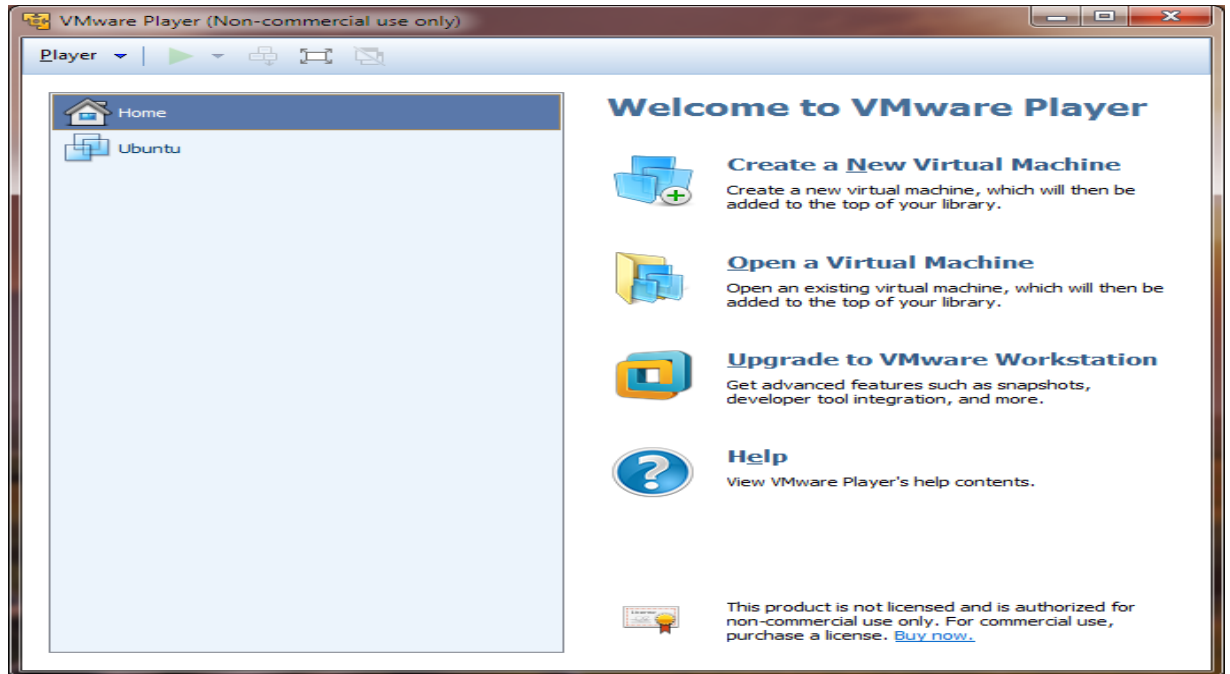 VMware Player (Non-commercial use only)
Player
Home
Ubuntu
Welcome to VMware Player
Create a New Virtual Machine
Create a new virtual machine, which will then be
added to the top of your library.
Open a Virtual Machine
Open an existing virtual machine, which will then be
added to the top of your library.
Upgrade to VMware Workstation
Get advanced features such as snapshots,
developer tool integration, and more.
Help
View VMware Player's help contents.
This product is not licensed and is authorized for
non-commercial use only. For commercial use,
purchase a license. Buy now.